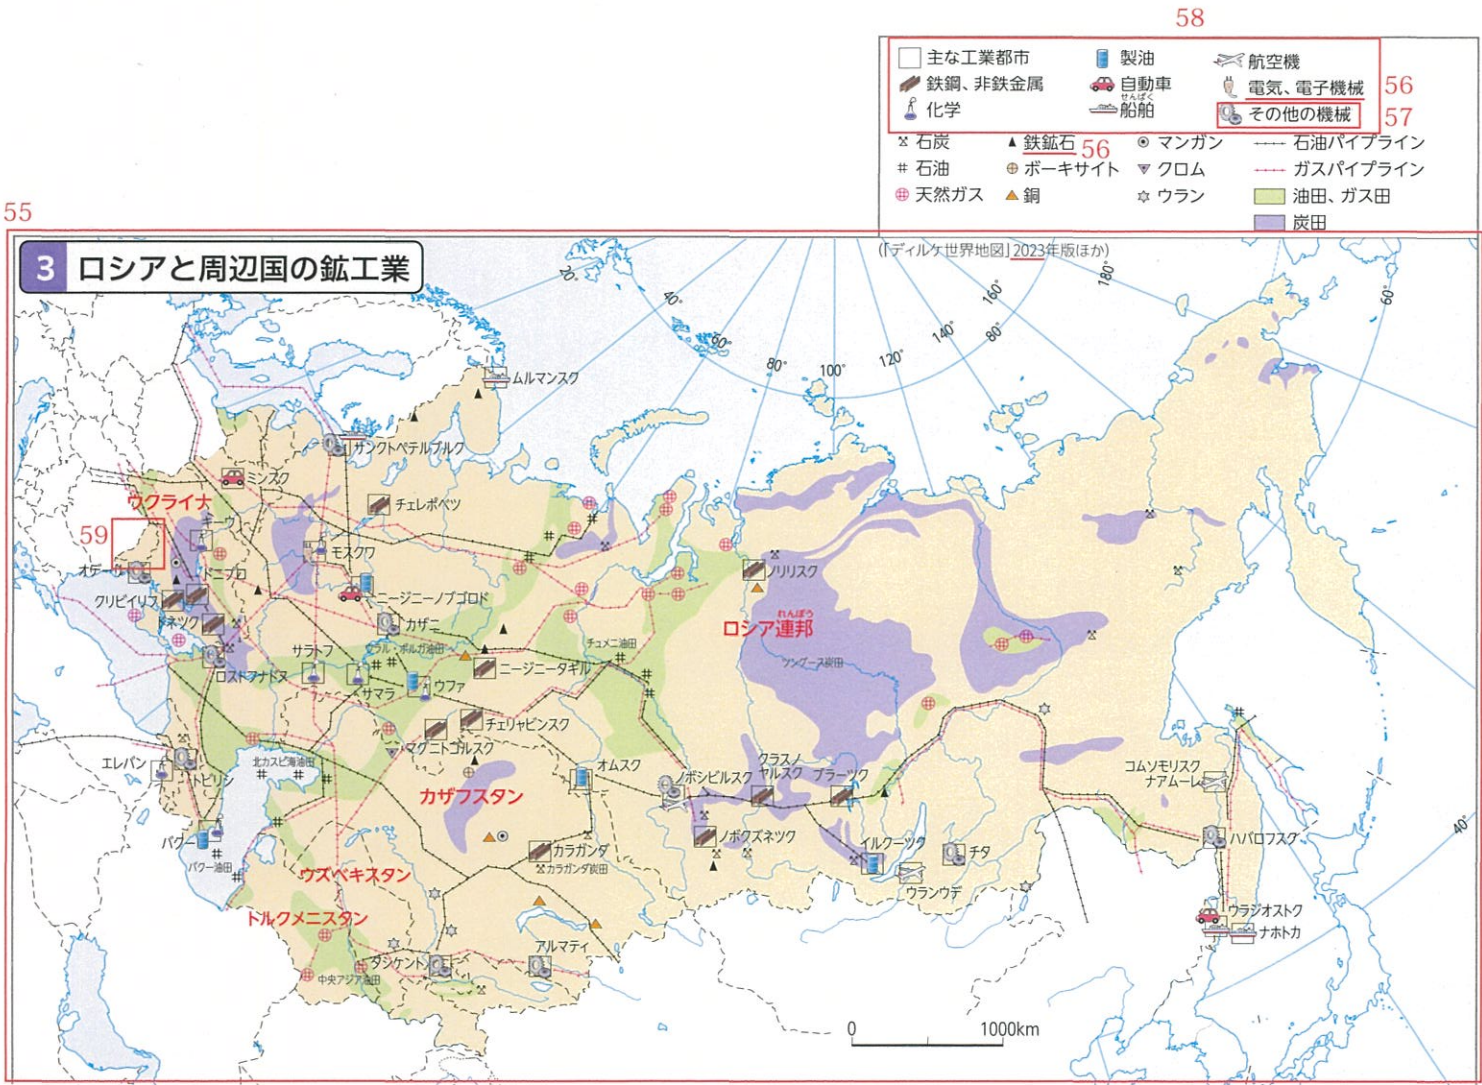 58
主な工業都市
製油
航空機
鉄鋼、非鉄金属
自動車
電気、電子機械
56
化学
せんぱく
船舶
その他の機械
57
石炭
鉄鉱石
56
マンガン
石油パイプライン
石油
ボーキサイト
クロム
ガスパイプライン
天然ガス
銅
ウラン
油田、ガス田
炭田
55
3 ロシアと周辺国の鉱工業
(「ディルケ世界地図」2023年版ほか)
20°
40°
60°
80°
100°
120°
140°
80°
160°
180°
60°
40°
ムルマンスク
サンクトペテルブルク
ミンスク
チェレポベツ
ウクライナ
キーウ
59
モスクワ
オデーサ
ドニプロ
ニージニーノブゴロド
クリビイリフ
ドネツク
カザニ
ノリリスク
れんぽう
ロシア連邦
ウラル・ボルガ油田
チュメニ油田
サラトフ
ニージニータギル
ツングース炭田
ロストフナドヌ
サマラ
ウファ
チェリャビンスク
マグニトゴルスク
エレバン
トビリシ
北カスピ海油田
オムスク
ノボシビルスク
クラスノ
ヤルスク
ブラーツク
コムソモリスク
ナアムーレ
カザフスタン
バクー
バクー油田
カラガンダ
カラガンダ炭田
ノボクズネツク
イルクーツク
チタ
ハバロフスク
ウズベキスタン
ウランウデ
トルクメニスタン
ウラジオストク
ナホトカ
タシケント
アルマティ
中央アジア油田
0
1000km